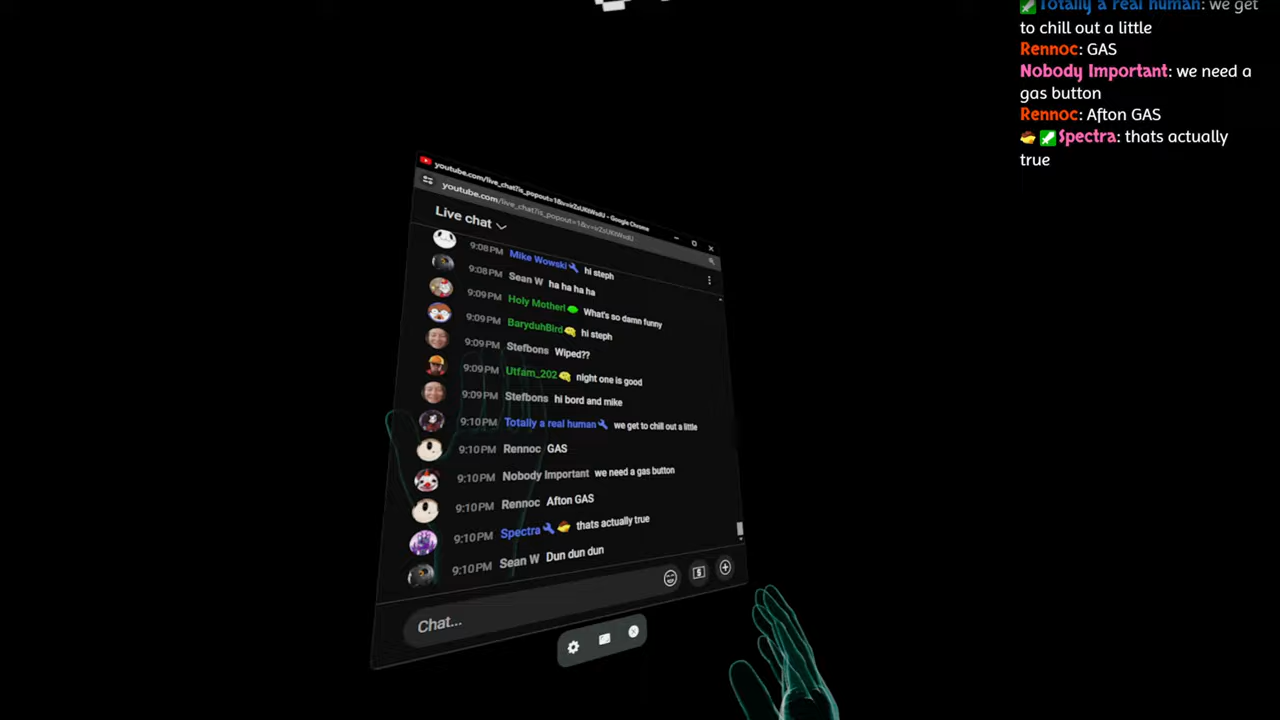 Totally a real human: we get
to chill out a little
Rennoc: GAS
Nobody Important: we need a
gas button
Rennoc: Afton GAS
Spectra: thats actually
true
Live chat
9:08 PM Mike Wowski hi steph
9:08 PM Sean W ha ha ha ha
9:09 PM Holy Mother! What's so damn funny
9:09 PM BaryduhBird hi steph
9:09 PM Stefbons Wiped??
9:09 PM Utfam_202 night one is good
9:09 PM Stefbons hi bord and mike
9:10 PM Totally a real human we get to chill out a little
9:10 PM Rennoc GAS
9:10 PM Nobody Important we need a gas button
9:10 PM Rennoc Afton GAS
9:10 PM Spectra thats actually true
9:10 PM Sean W Dun dun dun
Chat...